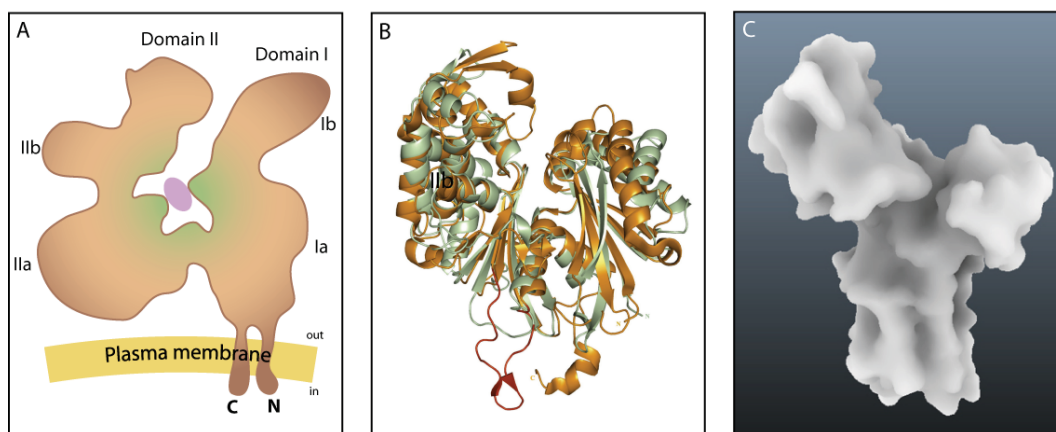 A
Domain II
Domain I
Ib
IIb
Ia
IIa
out
Plasma membrane
in
C N
B
IIb
C